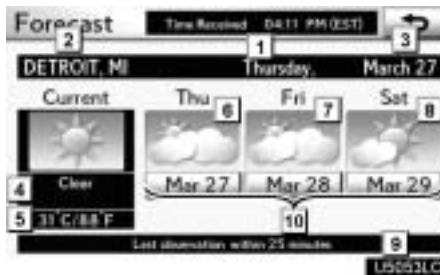 Forecast Time Received 04:11 PM (EST)
2 1 3
DETROIT, MI Thursday, March 27
Current Thu 6 Fri 7 Sat 8
4 Clear Mar 27 Mar 28 Mar 29
5 31°C/88°F 10
Last observation within 25 minutes 9
US053LC